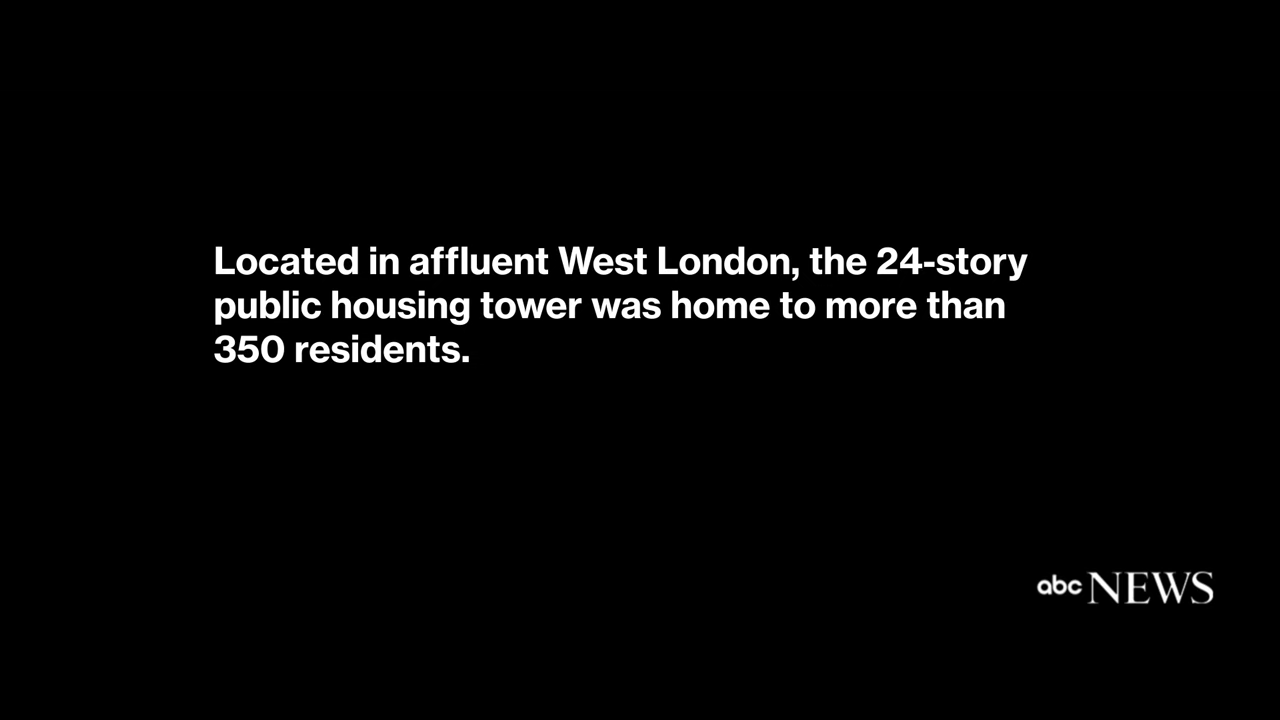 Located in affluent West London, the 24-story
public housing tower was home to more than
350 residents.
abc NEWS